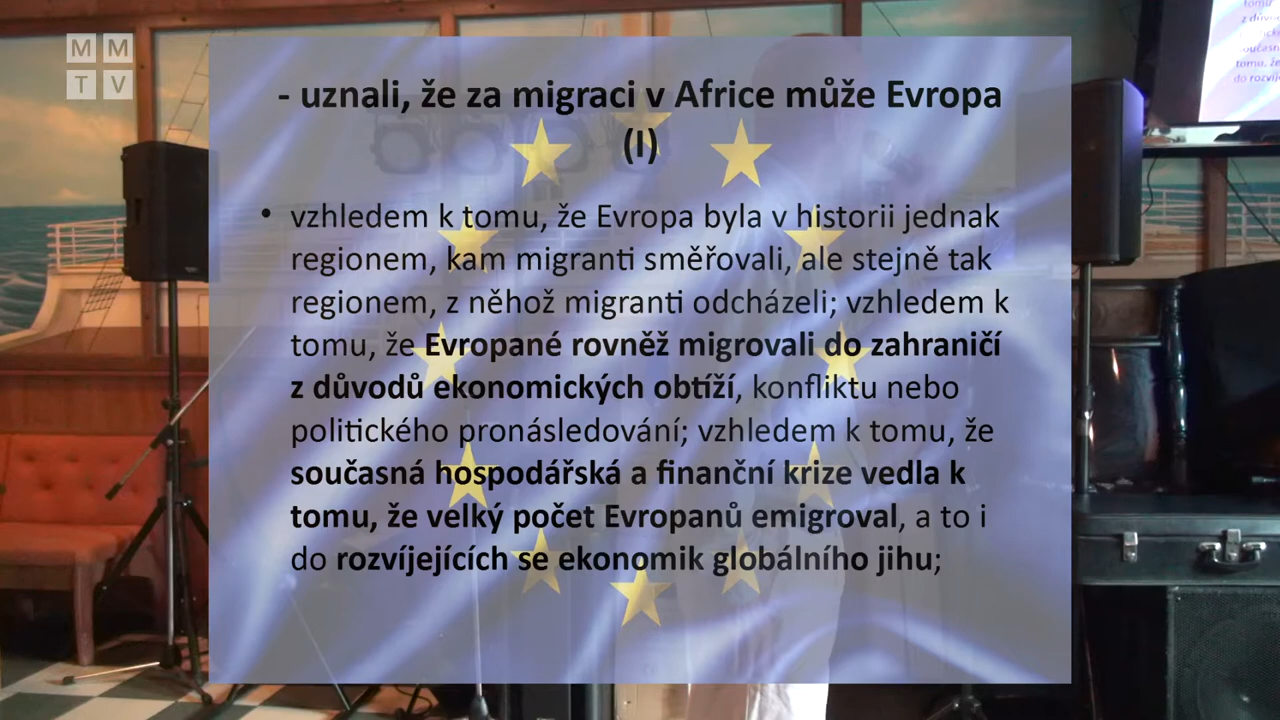 MM
TV
- uznali, že za migraci v Africe může Evropa
(I)
• vzhledem k tomu, že Evropa byla v historii jednak
regionem, kam migranti směřovali, ale stejně tak
regionem, z něhož migranti odcházeli; vzhledem k
tomu, že Evropané rovněž migrovali do zahraničí
z důvodů ekonomických obtíží, konfliktu nebo
politického pronásledování; vzhledem k tomu, že
současná hospodářská a finanční krize vedla k
tomu, že velký počet Evropanů emigroval, a to i
do rozvíjejících se ekonomik globálního jihu;